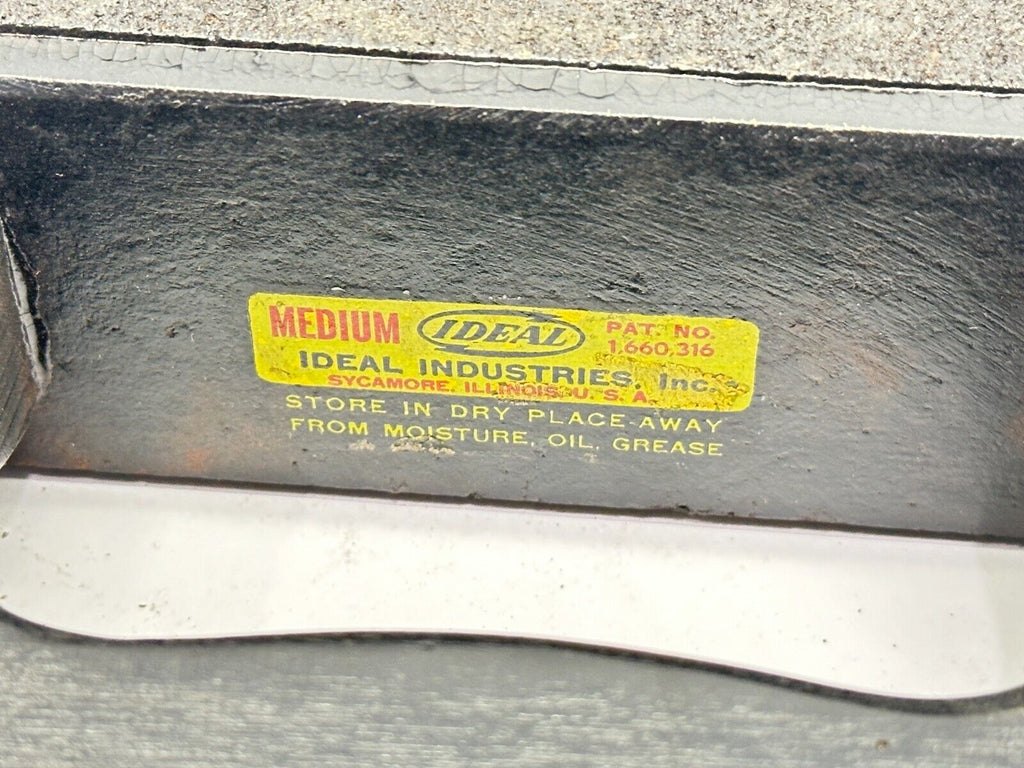 MEDIUM IDEAL PAT. NO.
1,660,316
IDEAL INDUSTRIES, Inc.
SYCAMORE, ILLINOIS, U. S. A.
STORE IN DRY PLACE-AWAY
FROM MOISTURE, OIL, GREASE